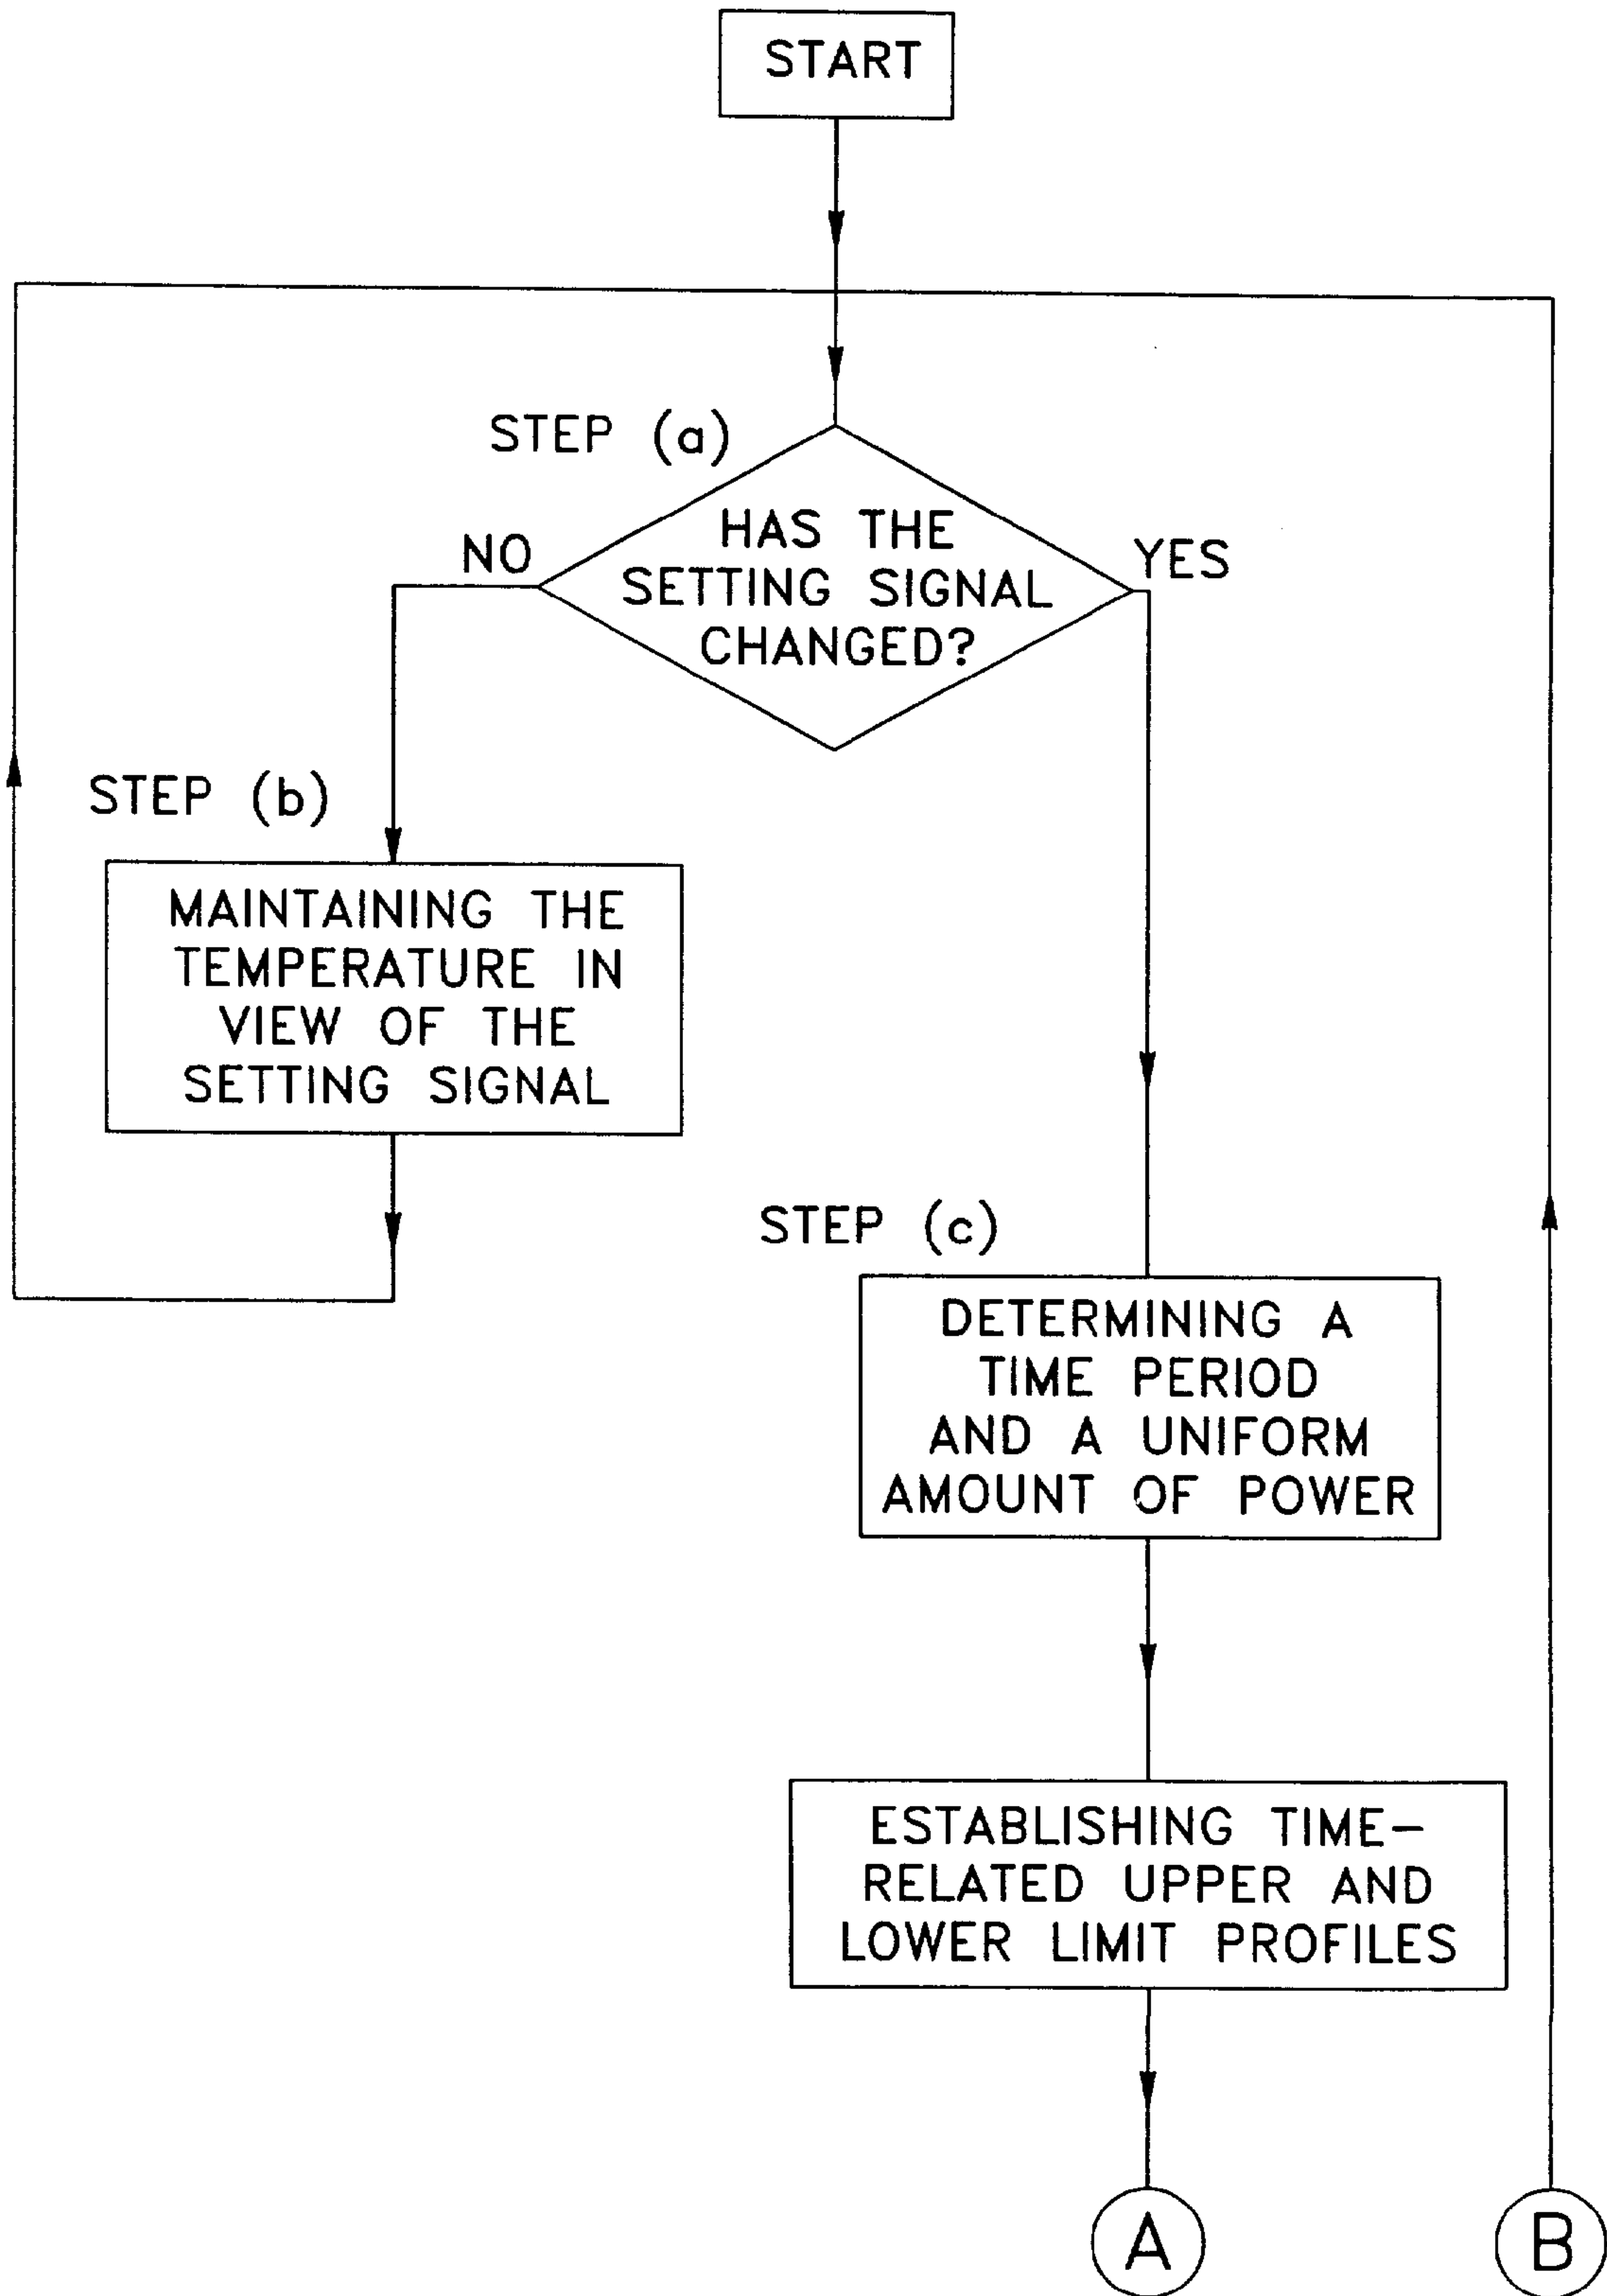 START
STEP (a)
HAS THE
SETTING SIGNAL
CHANGED?
NO
YES
STEP (b)
MAINTAINING THE
TEMPERATURE IN
VIEW OF THE
SETTING SIGNAL
STEP (c)
DETERMINING A
TIME PERIOD
AND A UNIFORM
AMOUNT OF POWER
ESTABLISHING TIME-
RELATED UPPER AND
LOWER LIMIT PROFILES
A
B